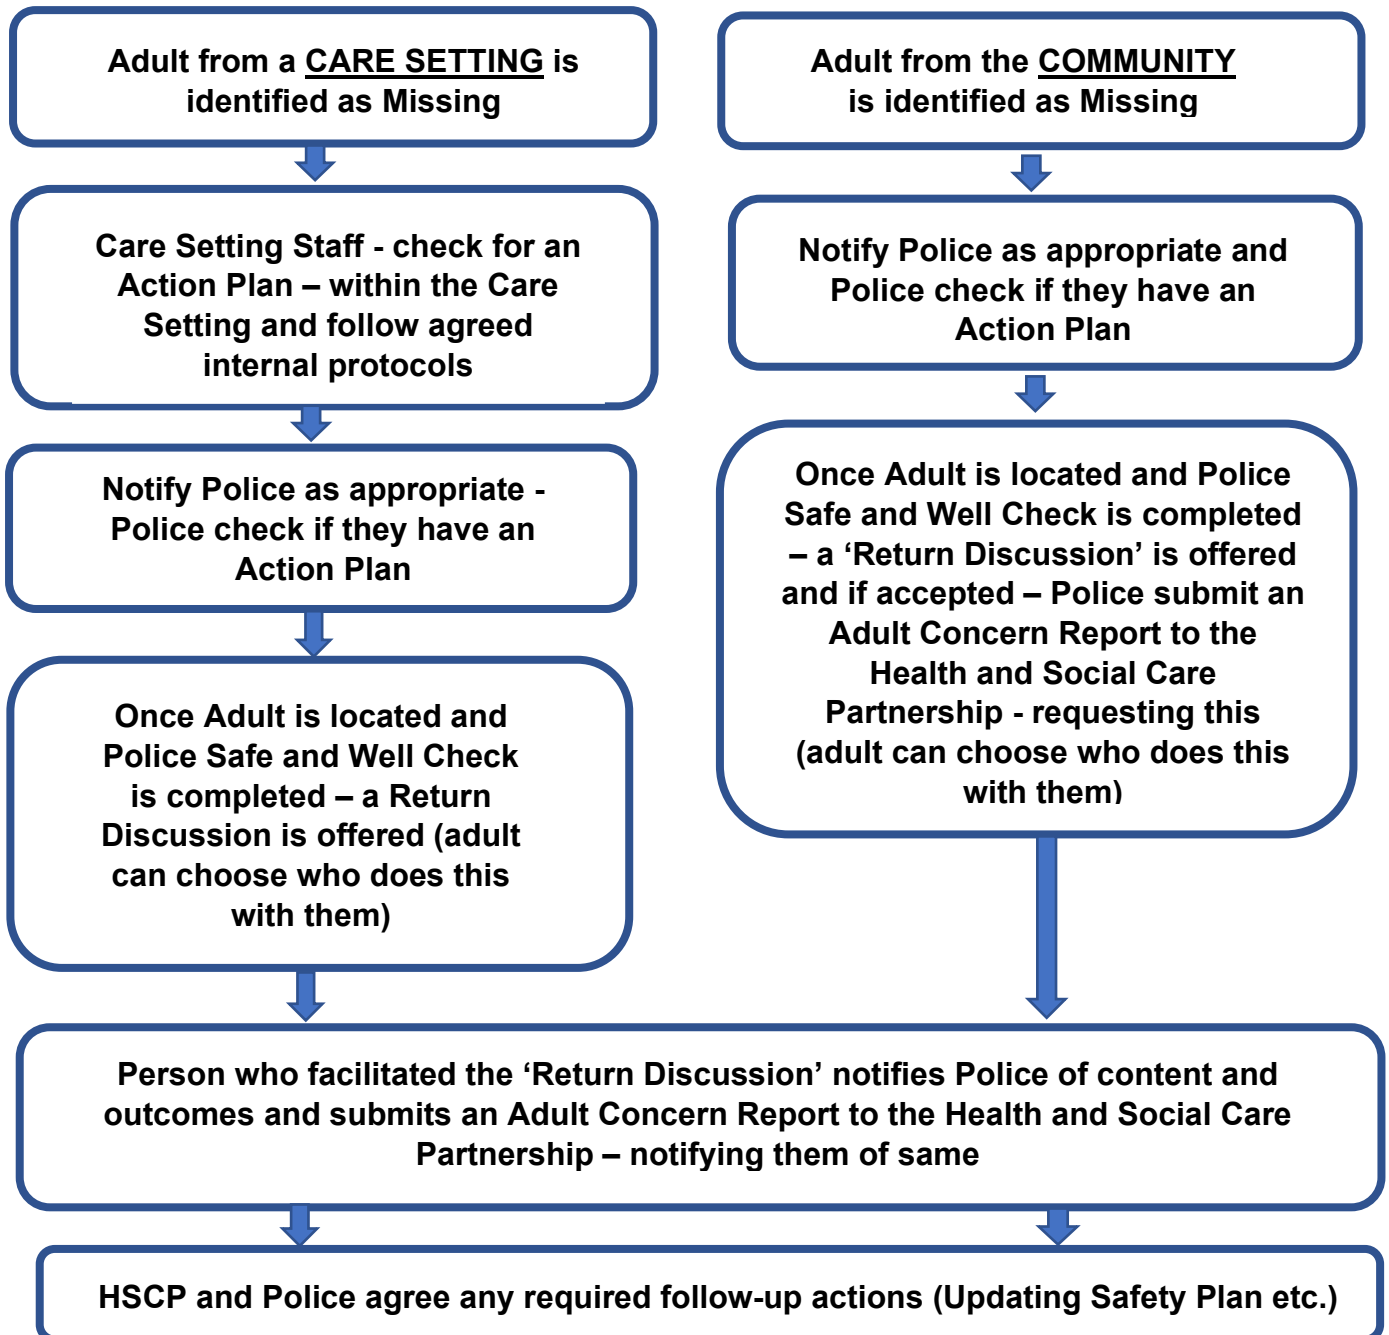 Adult from a CARE SETTING is
identified as Missing
Care Setting Staff - check for an
Action Plan – within the Care
Setting and follow agreed
internal protocols
Notify Police as appropriate -
Police check if they have an
Action Plan
Once Adult is located and
Police Safe and Well Check
is completed – a Return
Discussion is offered (adult
can choose who does this
with them)
Adult from the COMMUNITY
is identified as Missing
Notify Police as appropriate and
Police check if they have an
Action Plan
Once Adult is located and Police
Safe and Well Check is completed
– a ‘Return Discussion’ is offered
and if accepted – Police submit an
Adult Concern Report to the
Health and Social Care
Partnership - requesting this
(adult can choose who does this
with them)
Person who facilitated the ‘Return Discussion’ notifies Police of content and
outcomes and submits an Adult Concern Report to the Health and Social Care
Partnership – notifying them of same
HSCP and Police agree any required follow-up actions (Updating Safety Plan etc.)